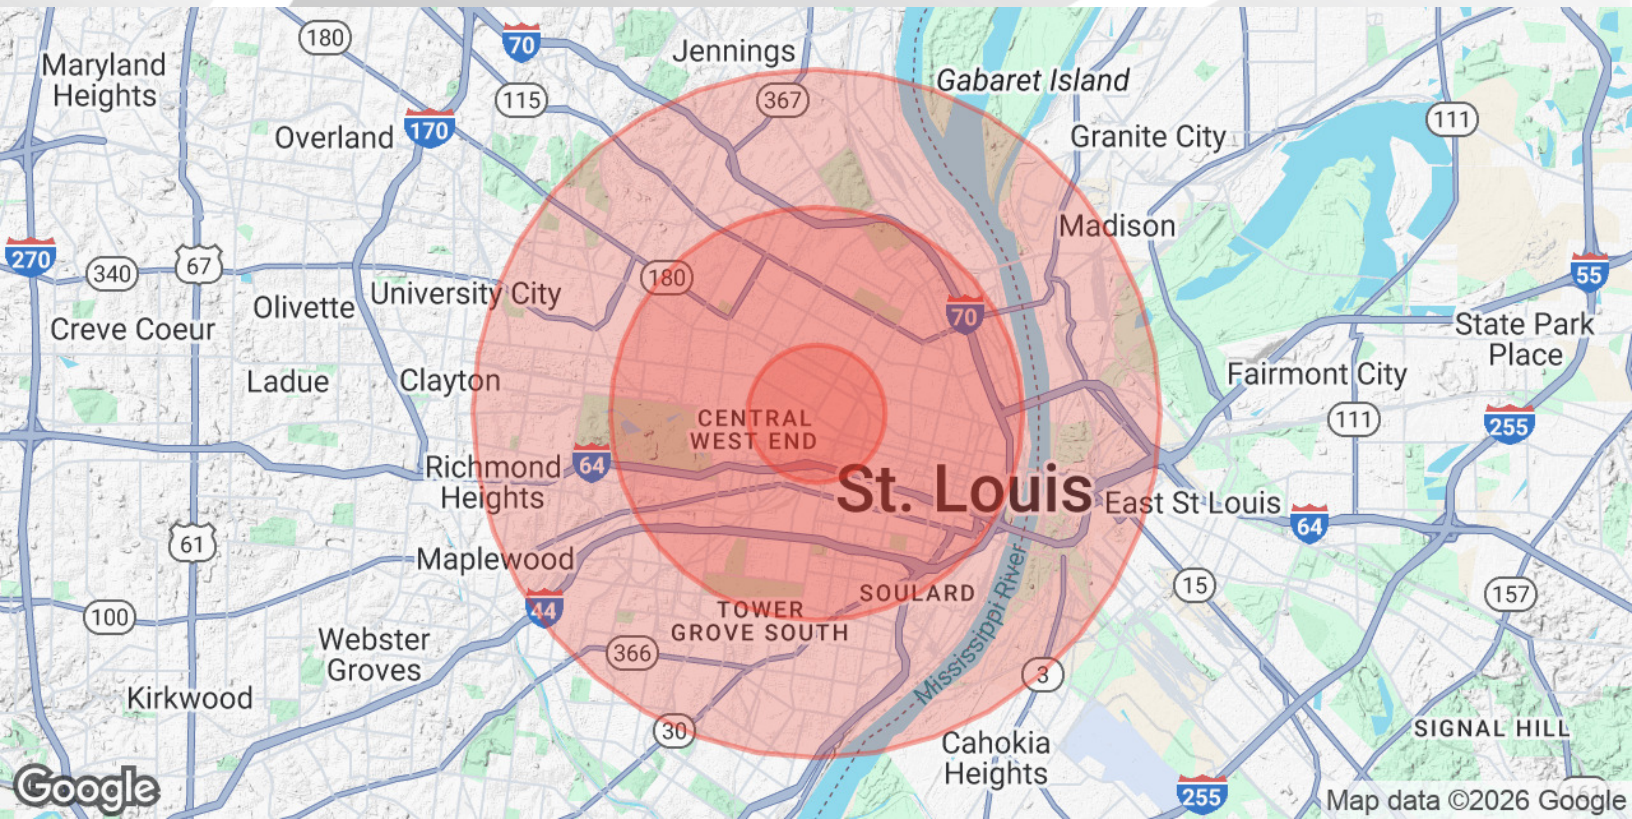 180
70
Jennings
Maryland
Heights
Gabaret Island
115
367
111
Overland
170
Granite City
Madison
270
340
67
180
55
University City
Olivette
70
Creve Coeur
State Park
Place
Ladue
Clayton
Fairmont City
CENTRAL
WEST END
111
255
Richmond
Heights
64
St. Louis
East St Louis
64
61
Maplewood
15
157
44
SOULARD
100
TOWER
GROVE SOUTH
Mississippi River
Webster
Groves
366
3
Kirkwood
30
SIGNAL HILL
Cahokia
Heights
Google
255
161
Map data ©2026 Google